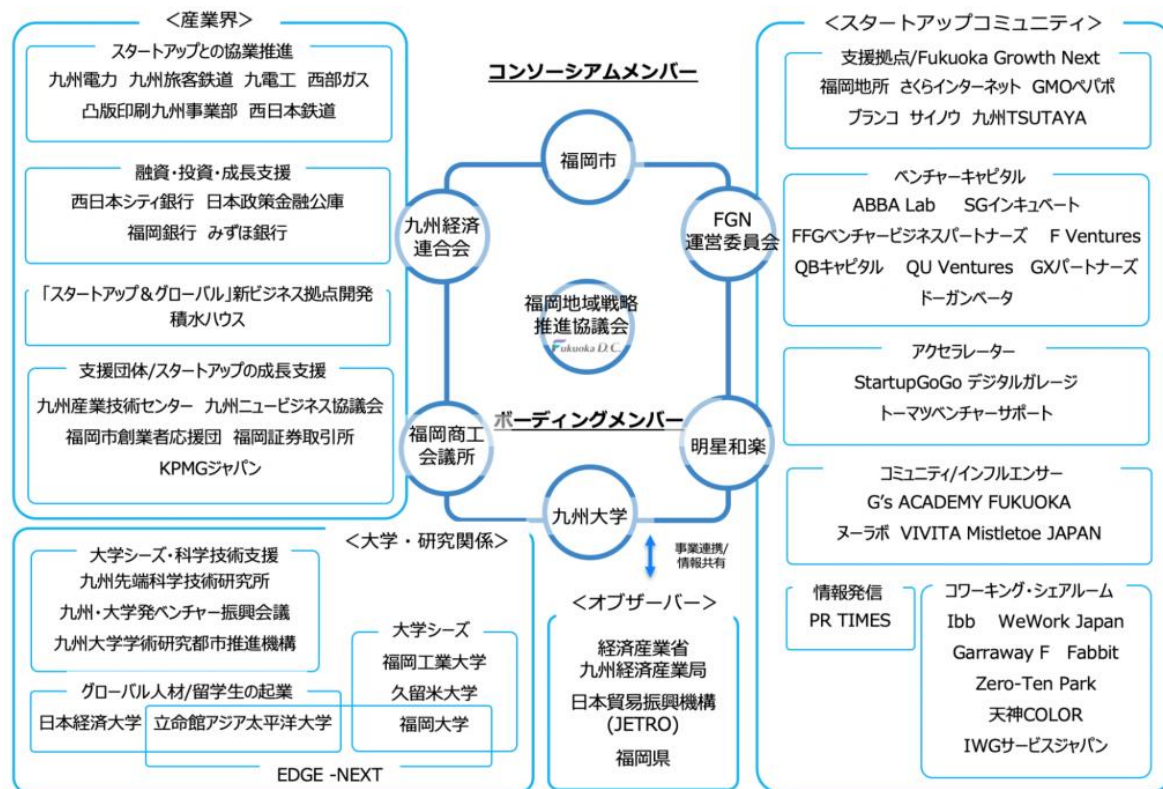 ＜産業界＞
スタートアップとの協業推進
九州電力 九州旅客鉄道 九電工 西部ガス
凸版印刷九州事業部 西日本鉄道
融資・投資・成長支援
西日本シティ銀行 日本政策金融公庫
福岡銀行 みずほ銀行
「スタートアップ＆グローバル」新ビジネス拠点開発
積水ハウス
支援団体/スタートアップの成長支援
九州産業技術センター 九州ニュービジネス協議会
福岡市創業者応援団 福岡証券取引所
KPMGジャパン
コンソーシアムメンバー
福岡市
九州経済
連合会
FGN
運営委員会
福岡地域戦略
推進協議会
Fukuoka D.C.
ボーディングメンバー
福岡商工
会議所
明星和楽
九州大学
事業連携/
情報共有
＜スタートアップコミュニティ＞
支援拠点/Fukuoka Growth Next
福岡地所 さくらインターネット GMOペパボ
ブランコ サイノウ 九州TSUTAYA
ベンチャーキャピタル
ABBA Lab SGインキュベート
FFGベンチャービジネスパートナーズ F Ventures
QBキャピタル QU Ventures GXパートナーズ
ドーガンベータ
アクセラレーター
StartupGoGo デジタルガレージ
トーマツベンチャーサポート
コミュニティ/インフルエンサー
G's ACADEMY FUKUOKA
ヌーラボ VIVITA Mistletoe JAPAN
情報発信
PR TIMES
コワーキング・シェアルーム
Ibb WeWork Japan
Garraway F Fabbit
Zero-Ten Park
天神COLOR
IWGサービスジャパン
＜大学・研究関係＞
大学シーズ・科学技術支援
九州先端科学技術研究所
九州・大学発ベンチャー振興会議
九州大学学術研究都市推進機構
大学シーズ
福岡工業大学
久留米大学
福岡大学
グローバル人材/留学生の起業
日本経済大学 立命館アジア太平洋大学
EDGE -NEXT
＜オブザーバー＞
経済産業省
九州経済産業局
日本貿易振興機構
(JETRO)
福岡県